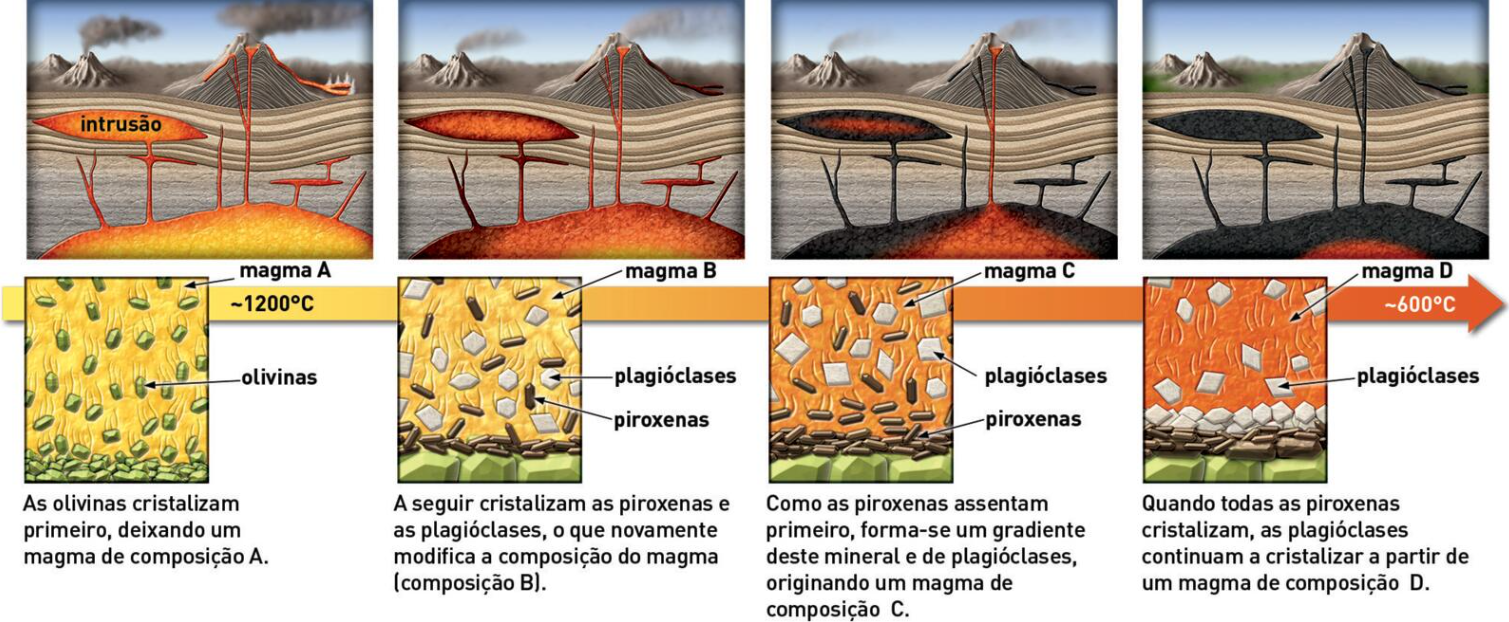 intrusão
magma A
~1200°C
olivinas
As olivinas cristalizam
primeiro, deixando um
magma de composição A.
magma B
plagióclases
piroxenas
A seguir cristalizam as piroxenas e
as plagióclases, o que novamente
modifica a composição do magma
(composição B).
magma C
plagióclases
piroxenas
Como as piroxenas assentam
primeiro, forma-se um gradiente
deste mineral e de plagióclases,
originando um magma de
composição C.
magma D
~600°C
plagióclases
Quando todas as piroxenas
cristalizam, as plagióclases
continuam a cristalizar a partir de
um magma de composição D.